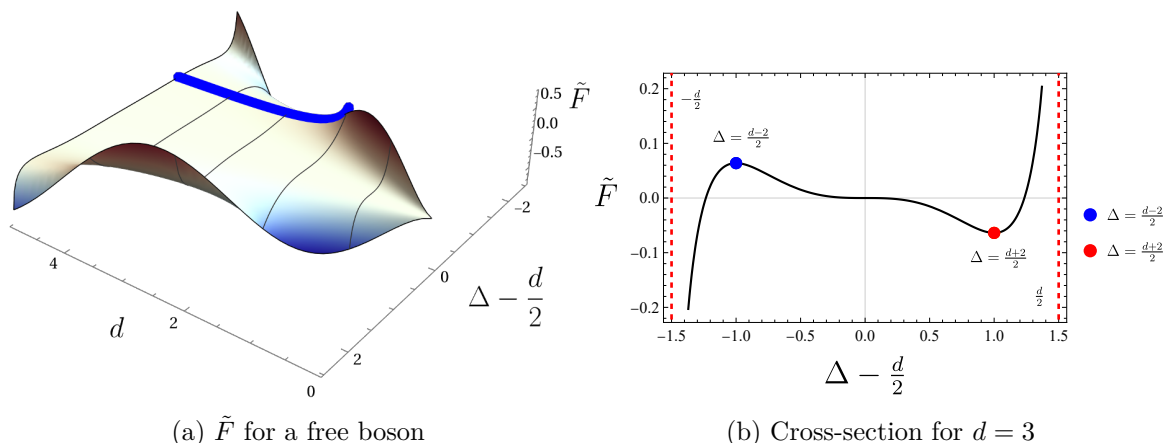 0.5
F̃
0.0
−0.5
−2
0
Δ − d/2
2
4
d
2
0
(a) F̃ for a free boson
0.2
0.1
0.0
−0.1
−0.2
F̃
−d/2
Δ = (d−2)/2
Δ = (d+2)/2
d/2
−1.5 −1.0 −0.5 0.0 0.5 1.0 1.5
Δ − d/2
Δ = (d−2)/2
Δ = (d+2)/2
(b) Cross-section for d = 3